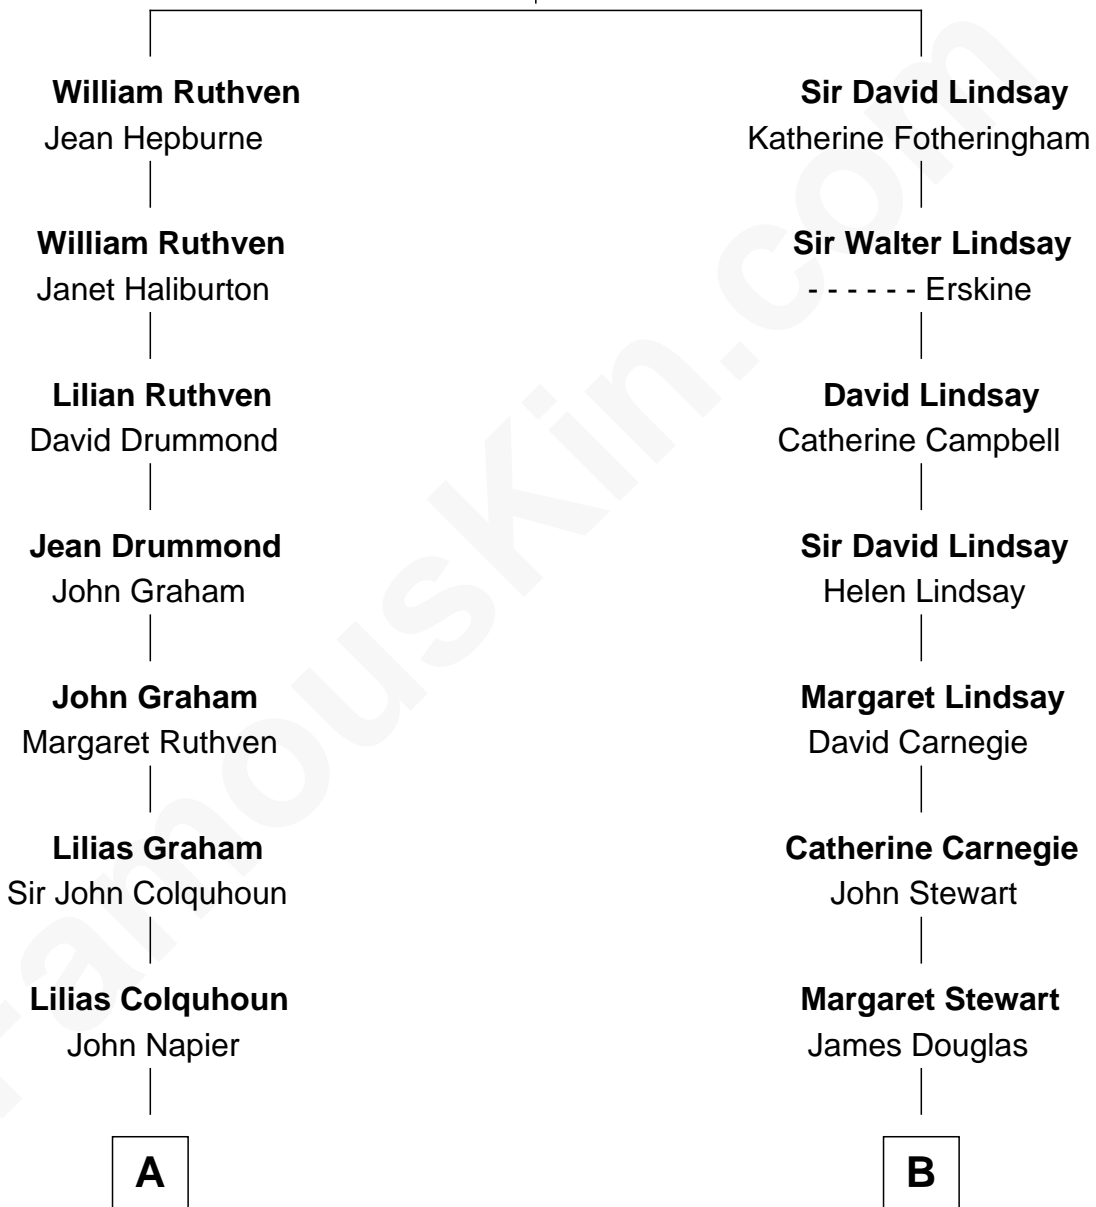 William Ruthven
Jean Hepburne
William Ruthven
Janet Haliburton
Lilian Ruthven
David Drummond
Jean Drummond
John Graham
John Graham
Margaret Ruthven
Lilias Graham
Sir John Colquhoun
Lilias Colquhoun
John Napier
A
Sir David Lindsay
Katherine Fotheringham
Sir Walter Lindsay
- - - - - - Erskine
David Lindsay
Catherine Campbell
Sir David Lindsay
Helen Lindsay
Margaret Lindsay
David Carnegie
Catherine Carnegie
John Stewart
Margaret Stewart
James Douglas
B
FamousKin.com